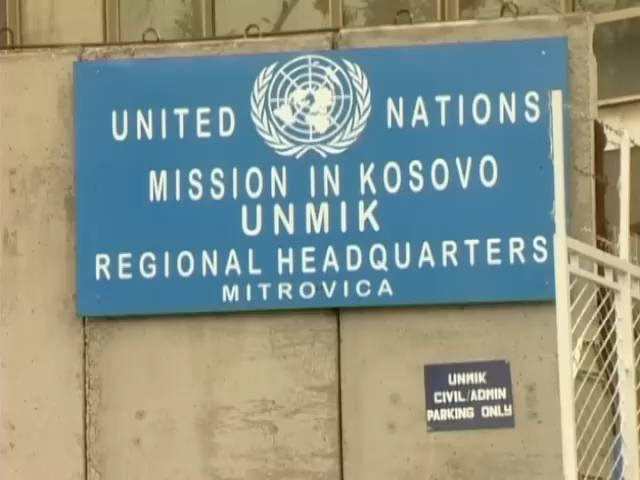 UNITED NATIONS
MISSION IN KOSOVO
UNMIK
REGIONAL HEADQUARTERS
MITROVICA
UNMIK
CIVIL/ADMIN
PARKING ONLY